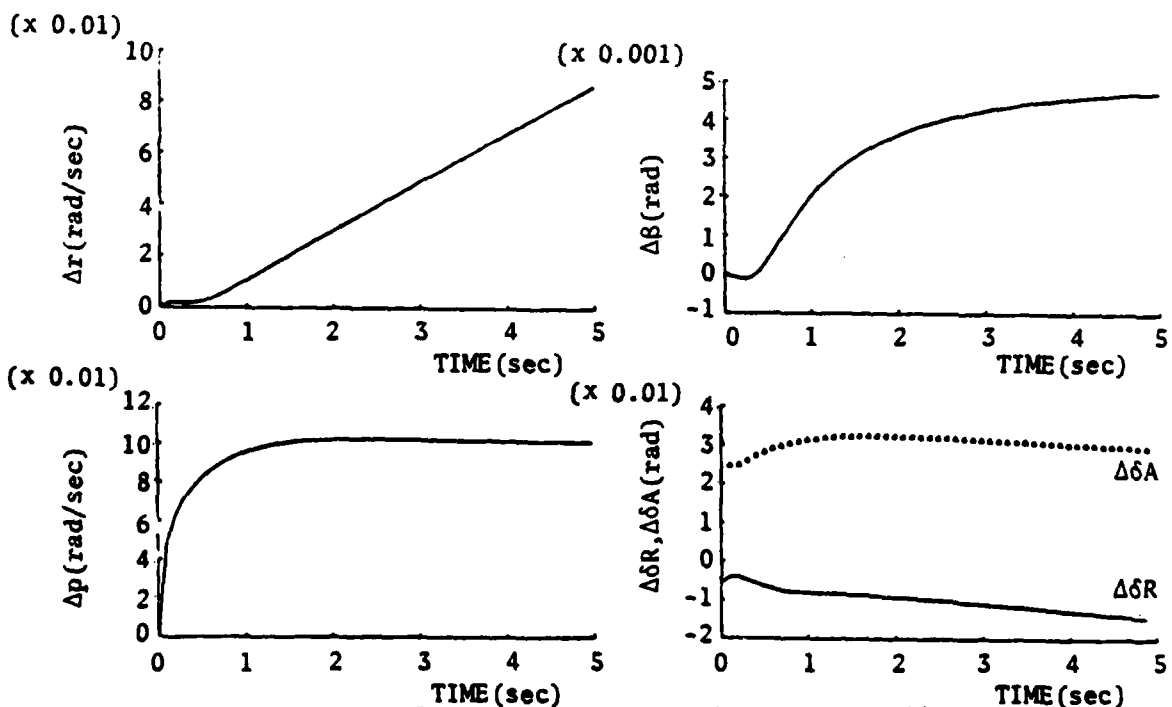 (x 0.01)
10
8
6
4
2
0
Δr(rad/sec)
0 1 2 3 4 5
TIME(sec)
(x 0.001)
5
4
3
2
1
0
-1
Δβ(rad)
0 1 2 3 4 5
TIME(sec)
(x 0.01)
12
10
8
6
4
2
0
Δp(rad/sec)
0 1 2 3 4 5
TIME(sec)
(x 0.01)
4
3
2
1
0
-1
-2
ΔδR,ΔδA(rad)
ΔδA
ΔδR
0 1 2 3 4 5
TIME(sec)